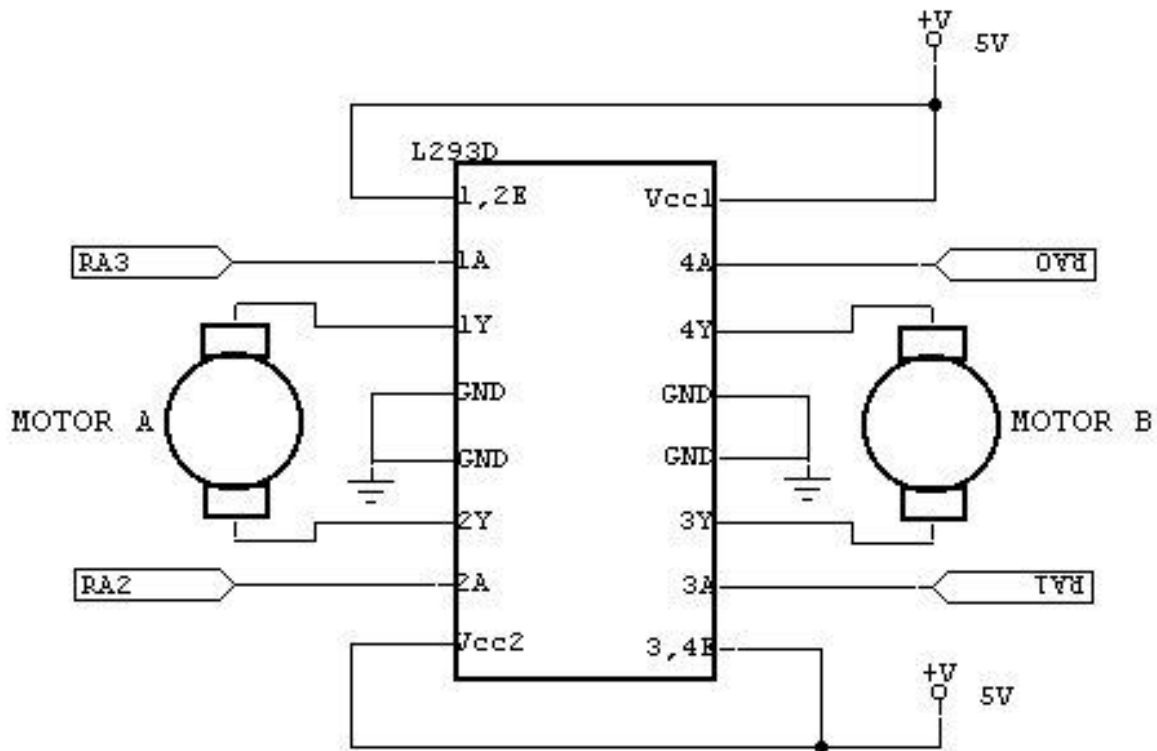 +V
5V
L293D
1,2E
Vcc1
RA3
1A
4A
RA0
1Y
4Y
GND
GND
MOTOR A
MOTOR B
GND
GND
2Y
3Y
RA2
2A
3A
RA1
Vcc2
3,4E
+V
5V